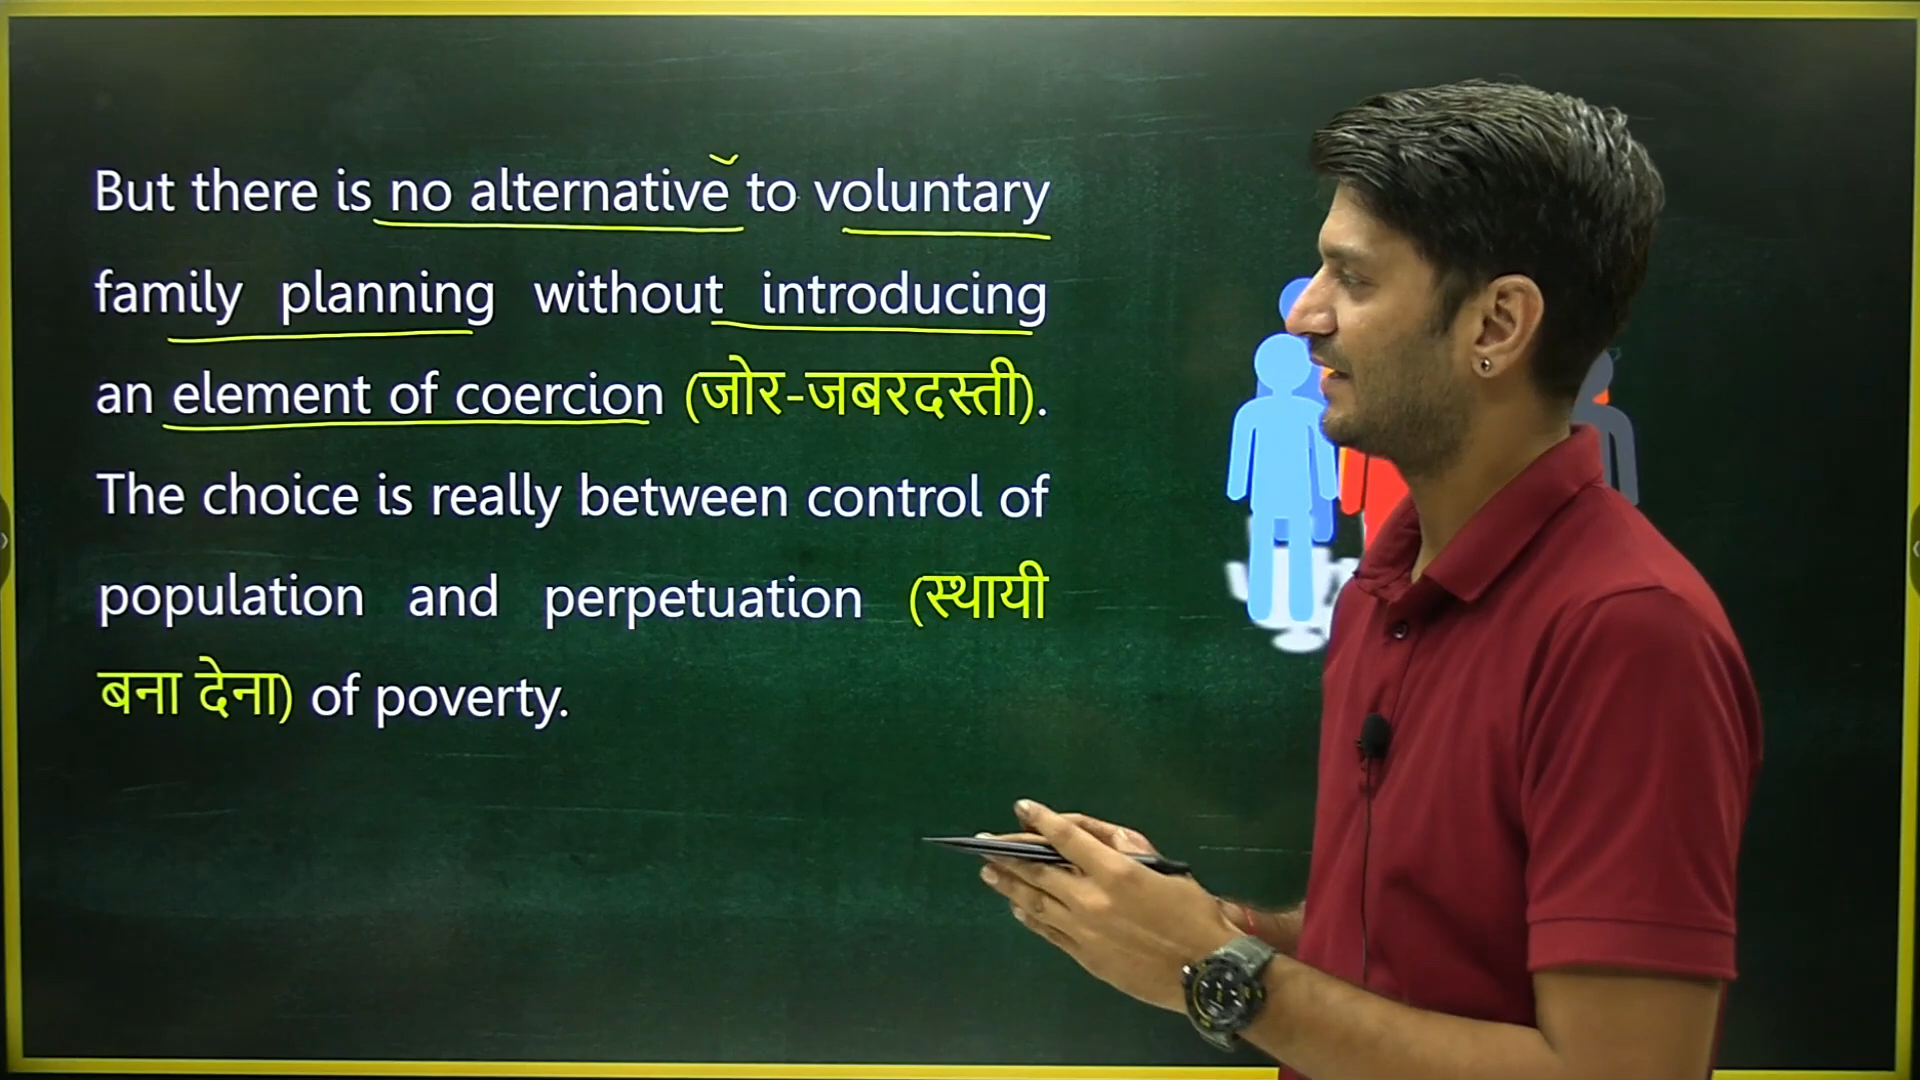 But there is no alternative to voluntary
family planning without introducing
an element of coercion (जोर-जबरदस्ती).
The choice is really between control of
population and perpetuation (स्थायी
बना देना) of poverty.